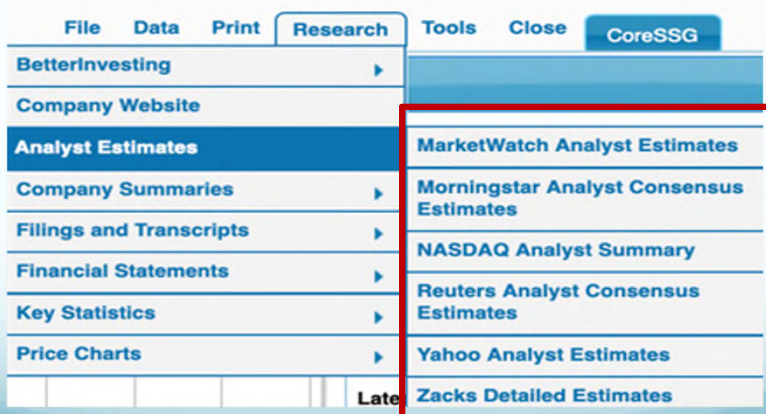 File Data Print Research Tools Close CoreSSG
BetterInvesting
Company Website
Analyst Estimates
Company Summaries
Filings and Transcripts
Financial Statements
Key Statistics
Price Charts
MarketWatch Analyst Estimates
Morningstar Analyst Consensus
Estimates
NASDAQ Analyst Summary
Reuters Analyst Consensus
Estimates
Yahoo Analyst Estimates
Zacks Detailed Estimates
Late